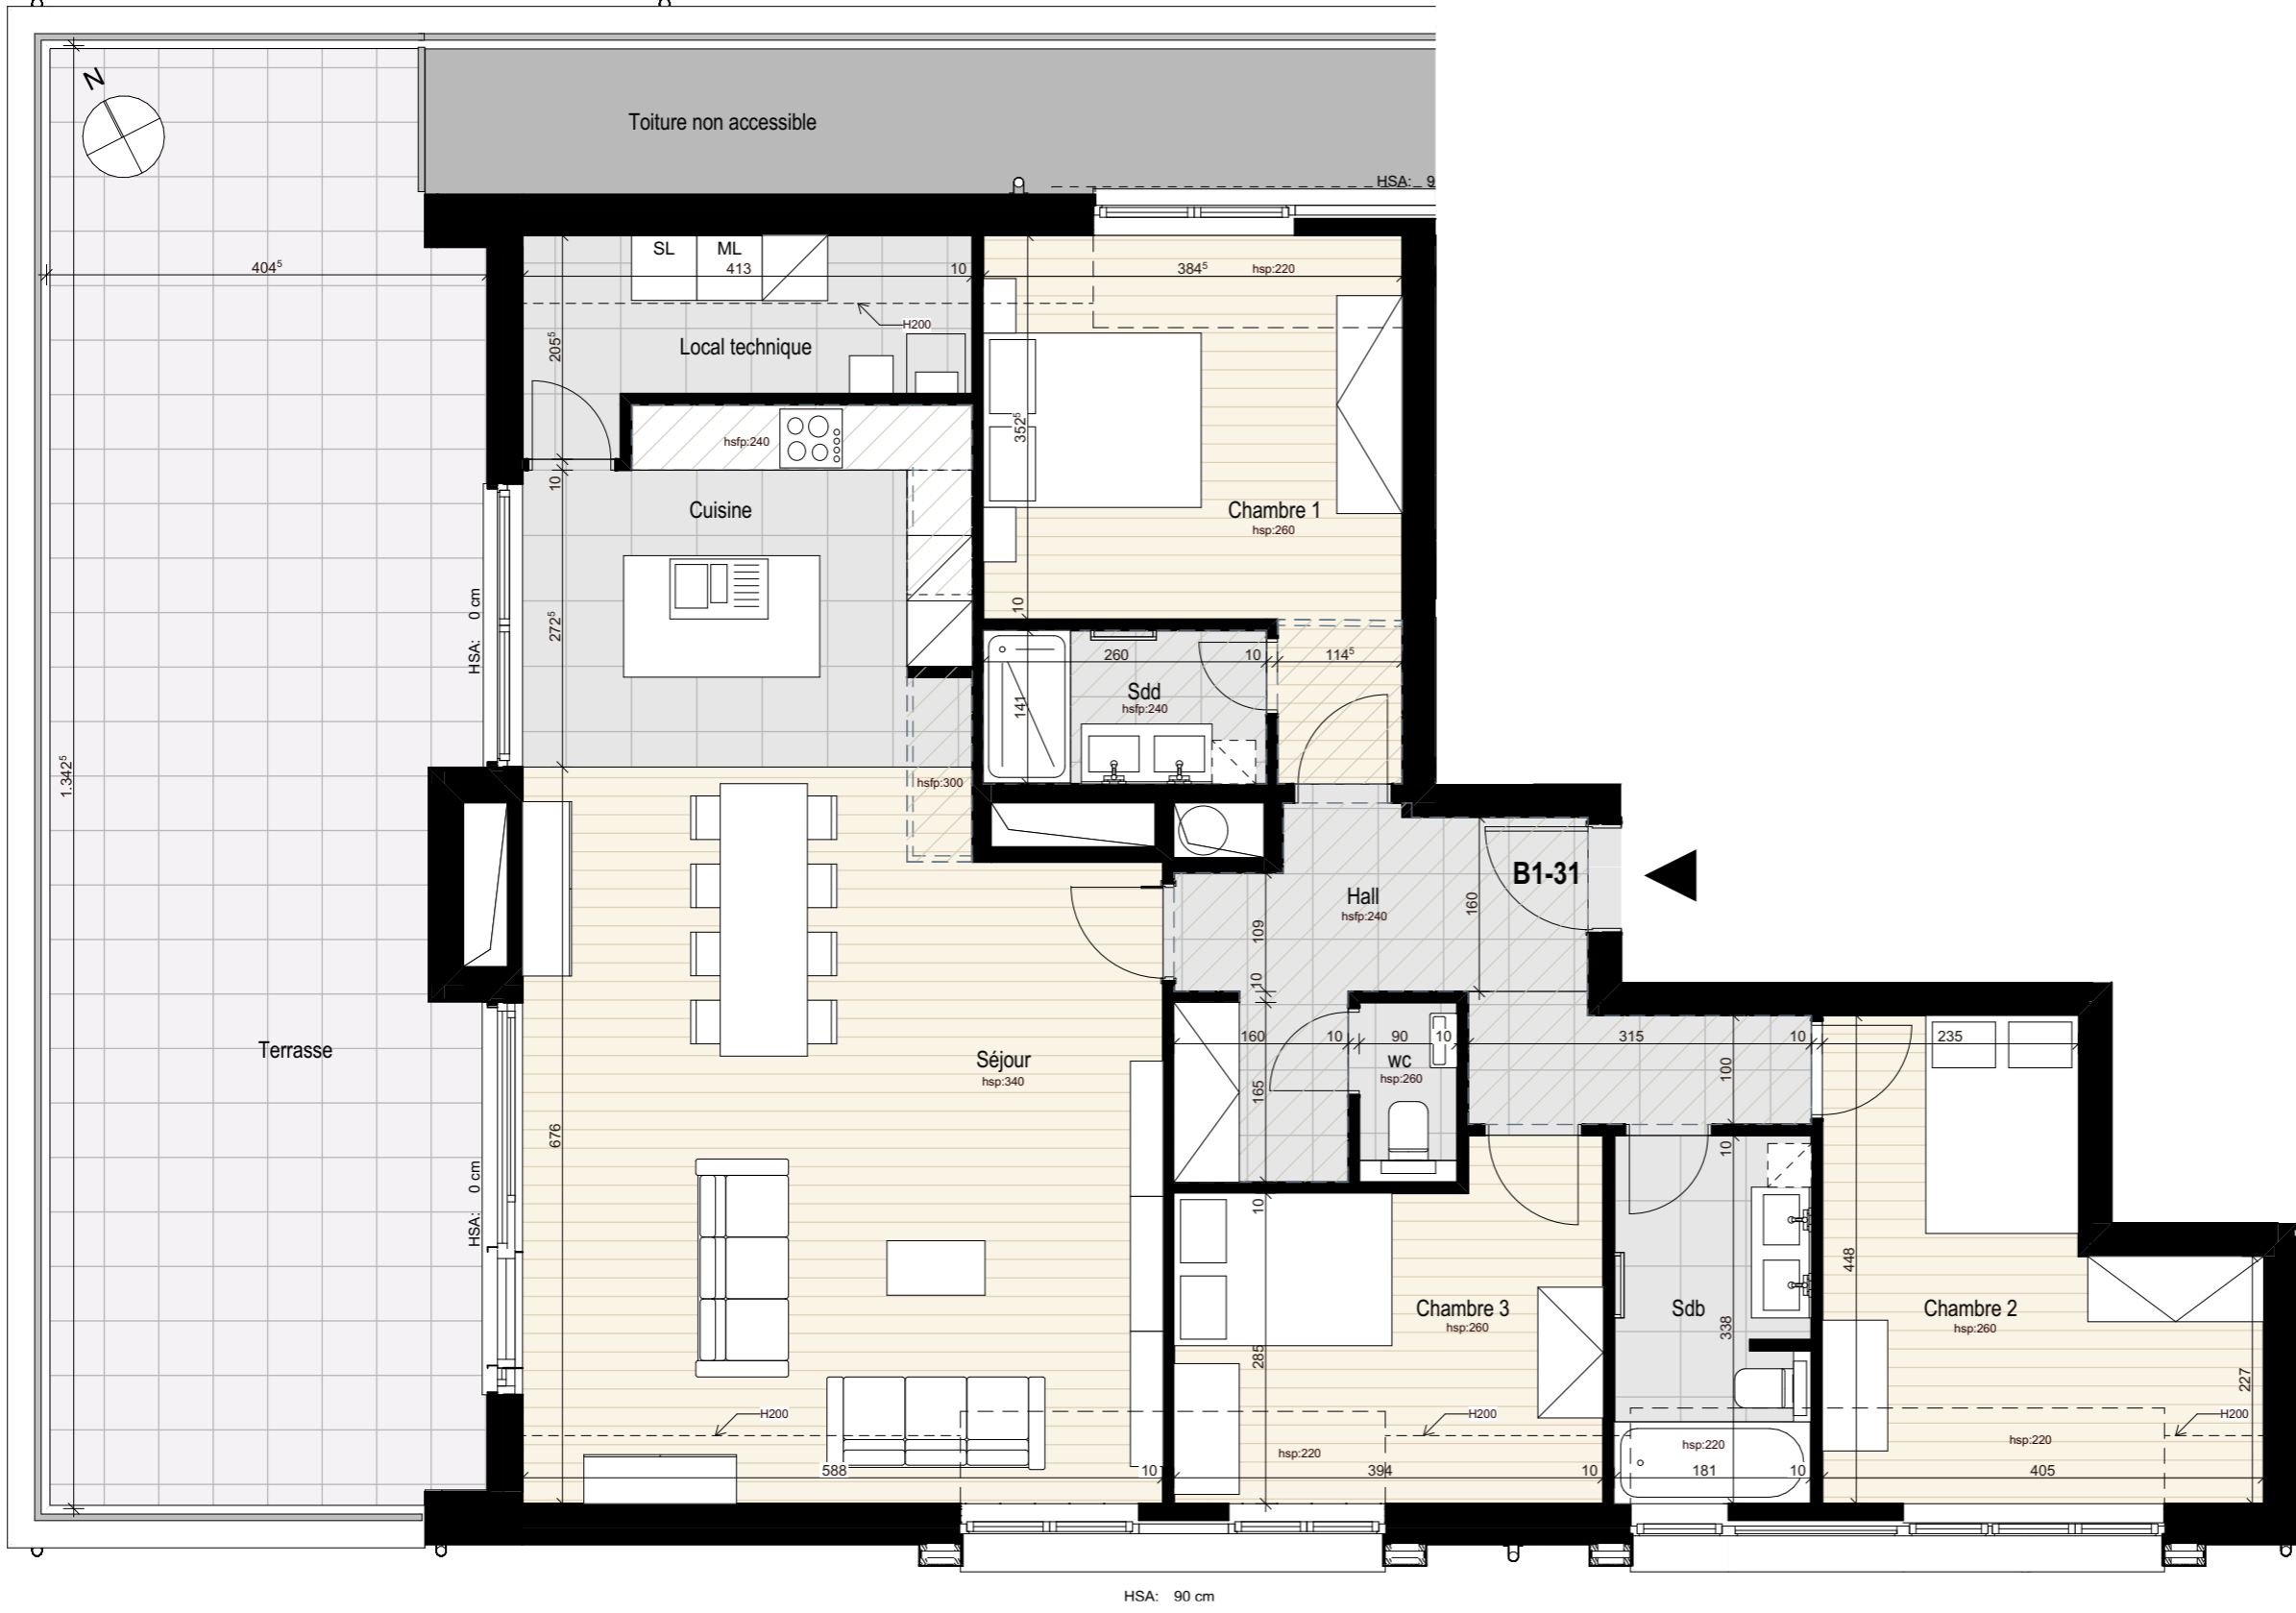 N
Toiture non accessible
HSA: 9
SL
ML
404⁵
413
10
384⁵
hsp:220
H200
205⁵
Local technique
hsfp:240
352⁵
10
Cuisine
Chambre 1
hsp:260
HSA: 0 cm
272⁵
10
260
10
114⁵
Sdd
hsfp:240
141
1.342⁵
hsfp:300
B1-31
Hall
hsfp:240
160
109
10
Terrasse
Séjour
hsp:340
160
10
90
10
315
10
235
wc
hsp:260
100
165
676
10
10
HSA: 0 cm
448
Chambre 3
hsp:260
Sdb
Chambre 2
hsp:260
338
285
227
H200
H200
H200
hsp:220
hsp:220
hsp:220
588
10
394
10
181
10
405
HSA: 90 cm